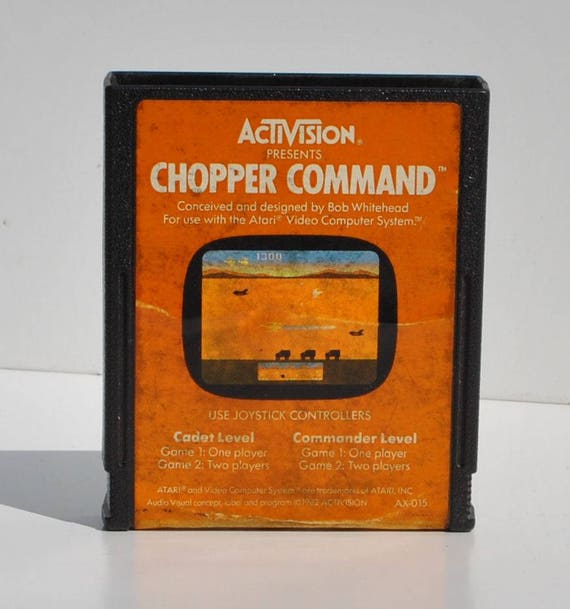 ACTIVISION®
PRESENTS
CHOPPER COMMAND™
Conceived and designed by Bob Whitehead
For use with the Atari® Video Computer System.™
1300
USE JOYSTICK CONTROLLERS
Cadet Level
Game 1: One player
Game 2: Two players
Commander Level
Game 1: One player
Game 2: Two players
ATARI® and Video Computer System™ are trademarks of ATARI, INC.
Audio Visual concept, label and program ©1982 ACTIVISION
AX-015